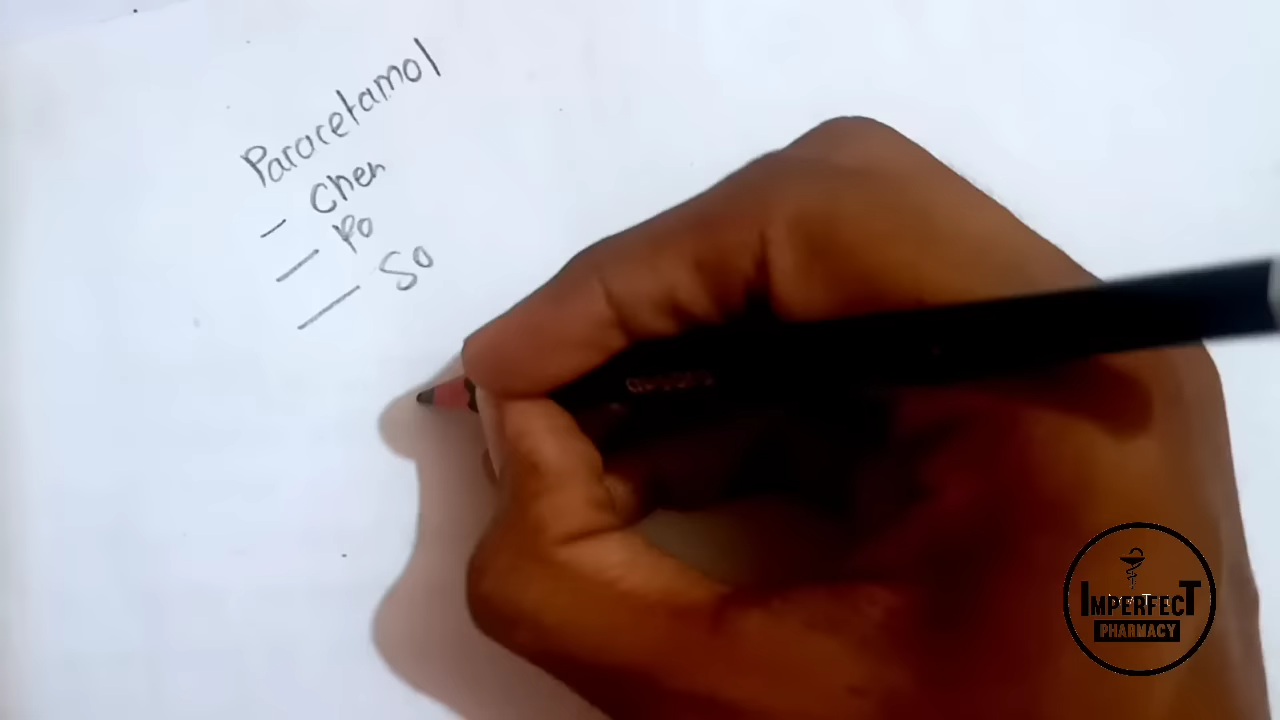 Paracetamol
- Chem
- Po
- So
IMPERFECT
PHARMACY